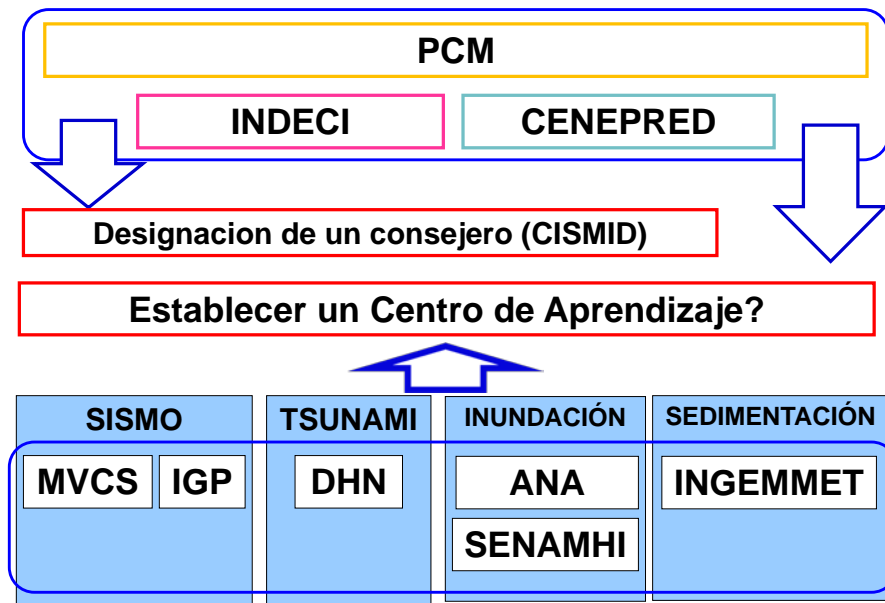 PCM
INDECI
CENEPRED
Designacion de un consejero (CISMID)
Establecer un Centro de Aprendizaje?
SISMO
TSUNAMI
INUNDACIÓN
SEDIMENTACIÓN
MVCS
IGP
DHN
ANA
INGEMMET
SENAMHI